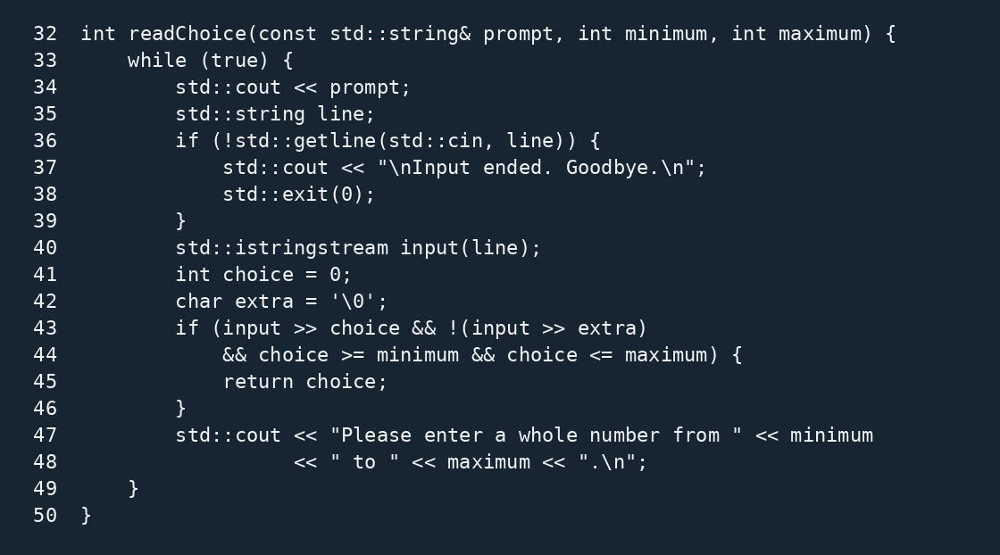 32  int readChoice(const std::string& prompt, int minimum, int maximum) {
33      while (true) {
34          std::cout << prompt;
35          std::string line;
36          if (!std::getline(std::cin, line)) {
37              std::cout << "\nInput ended. Goodbye.\n";
38              std::exit(0);
39          }
40          std::istringstream input(line);
41          int choice = 0;
42          char extra = '\0';
43          if (input >> choice && !(input >> extra)
44              && choice >= minimum && choice <= maximum) {
45              return choice;
46          }
47          std::cout << "Please enter a whole number from " << minimum
48                    << " to " << maximum << ".\n";
49      }
50  }